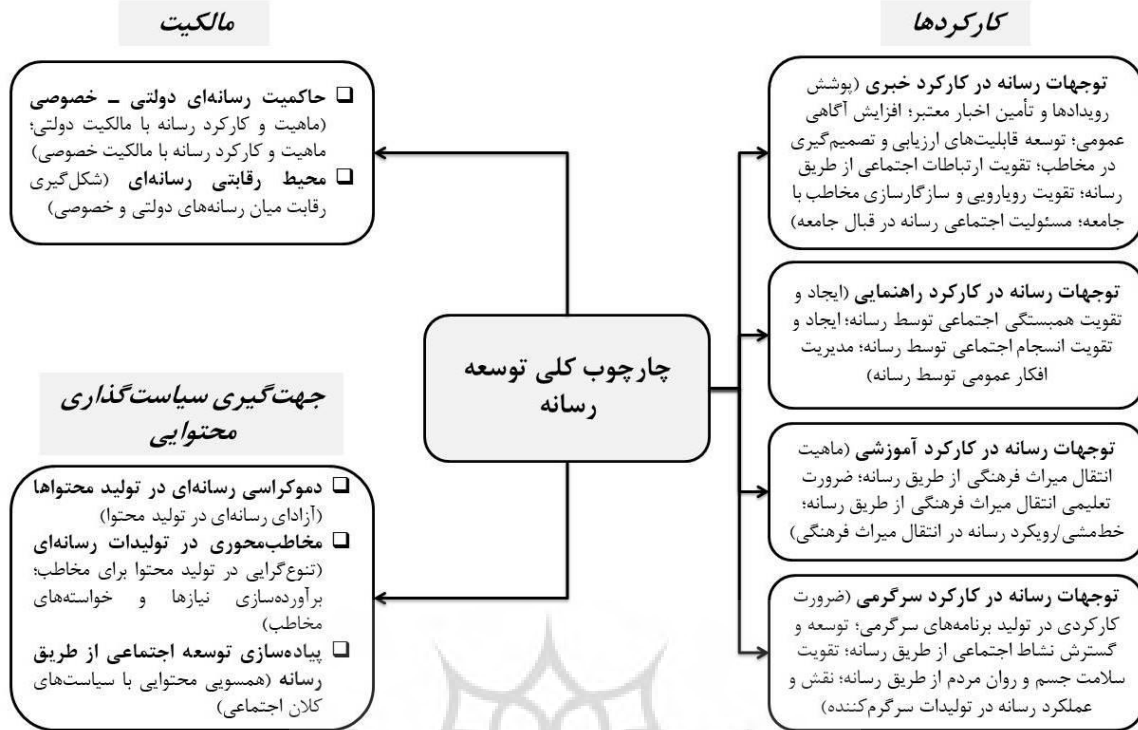 کارکردها
توجهات رسانه در کارکرد خبری (پوشش
رویدادها و تأمین اخبار معتبر؛ افزایش آگاهی
عمومی؛ توسعه قابلیت‌های ارزیابی و تصمیم‌گیری
در مخاطب؛ تقویت ارتباطات اجتماعی از طریق
رسانه؛ تقویت رویارویی و سازگارسازی مخاطب با
جامعه؛ مسئولیت اجتماعی رسانه در قبال جامعه)
توجهات رسانه در کارکرد راهنمایی (ایجاد و
تقویت همبستگی اجتماعی توسط رسانه؛ ایجاد و
تقویت انسجام اجتماعی توسط رسانه؛ مدیریت
افکار عمومی توسط رسانه)
توجهات رسانه در کارکرد آموزشی (ماهیت
انتقال میراث فرهنگی از طریق رسانه؛ ضرورت
تعلیمی انتقال میراث فرهنگی از طریق رسانه؛
خط‌مشی/رویکرد رسانه در انتقال میراث فرهنگی)
توجهات رسانه در کارکرد سرگرمی (ضرورت
کارکردی در تولید برنامه‌های سرگرمی؛ توسعه و
گسترش نشاط اجتماعی از طریق رسانه؛ تقویت
سلامت جسم و روان مردم از طریق رسانه؛ نقش و
عملکرد رسانه در تولیدات سرگرم‌کننده)
چارچوب کلی توسعه
رسانه
مالکیت
حاکمیت رسانه‌ای دولتی – خصوصی
(ماهیت و کارکرد رسانه با مالکیت دولتی؛
ماهیت و کارکرد رسانه با مالکیت خصوصی)
محیط رقابتی رسانه‌ای (شکل‌گیری
رقابت میان رسانه‌های دولتی و خصوصی)
جهت‌گیری سیاست‌گذاری
محتوایی
دموکراسی رسانه‌ای در تولید محتواها
(آزادای رسانه‌ای در تولید محتوا)
مخاطب‌محوری در تولیدات رسانه‌ای
(تنوع‌گرایی در تولید محتوا برای مخاطب؛
برآورده‌سازی نیازها و خواسته‌های
مخاطب)
پیاده‌سازی توسعه اجتماعی از طریق
رسانه (همسویی محتوایی با سیاست‌های
کلان اجتماعی)